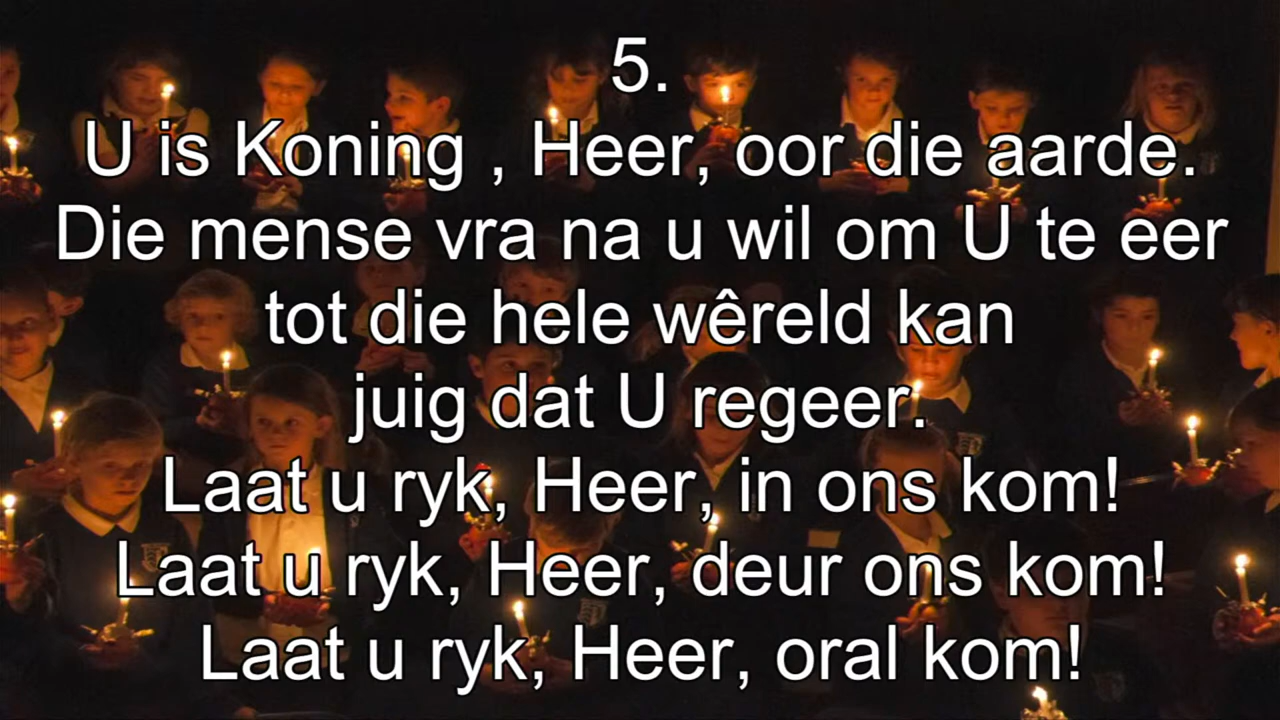 5.
U is Koning , Heer, oor die aarde.
Die mense vra na u wil om U te eer
tot die hele wêreld kan
juig dat U regeer.
Laat u ryk, Heer, in ons kom!
Laat u ryk, Heer, deur ons kom!
Laat u ryk, Heer, oral kom!